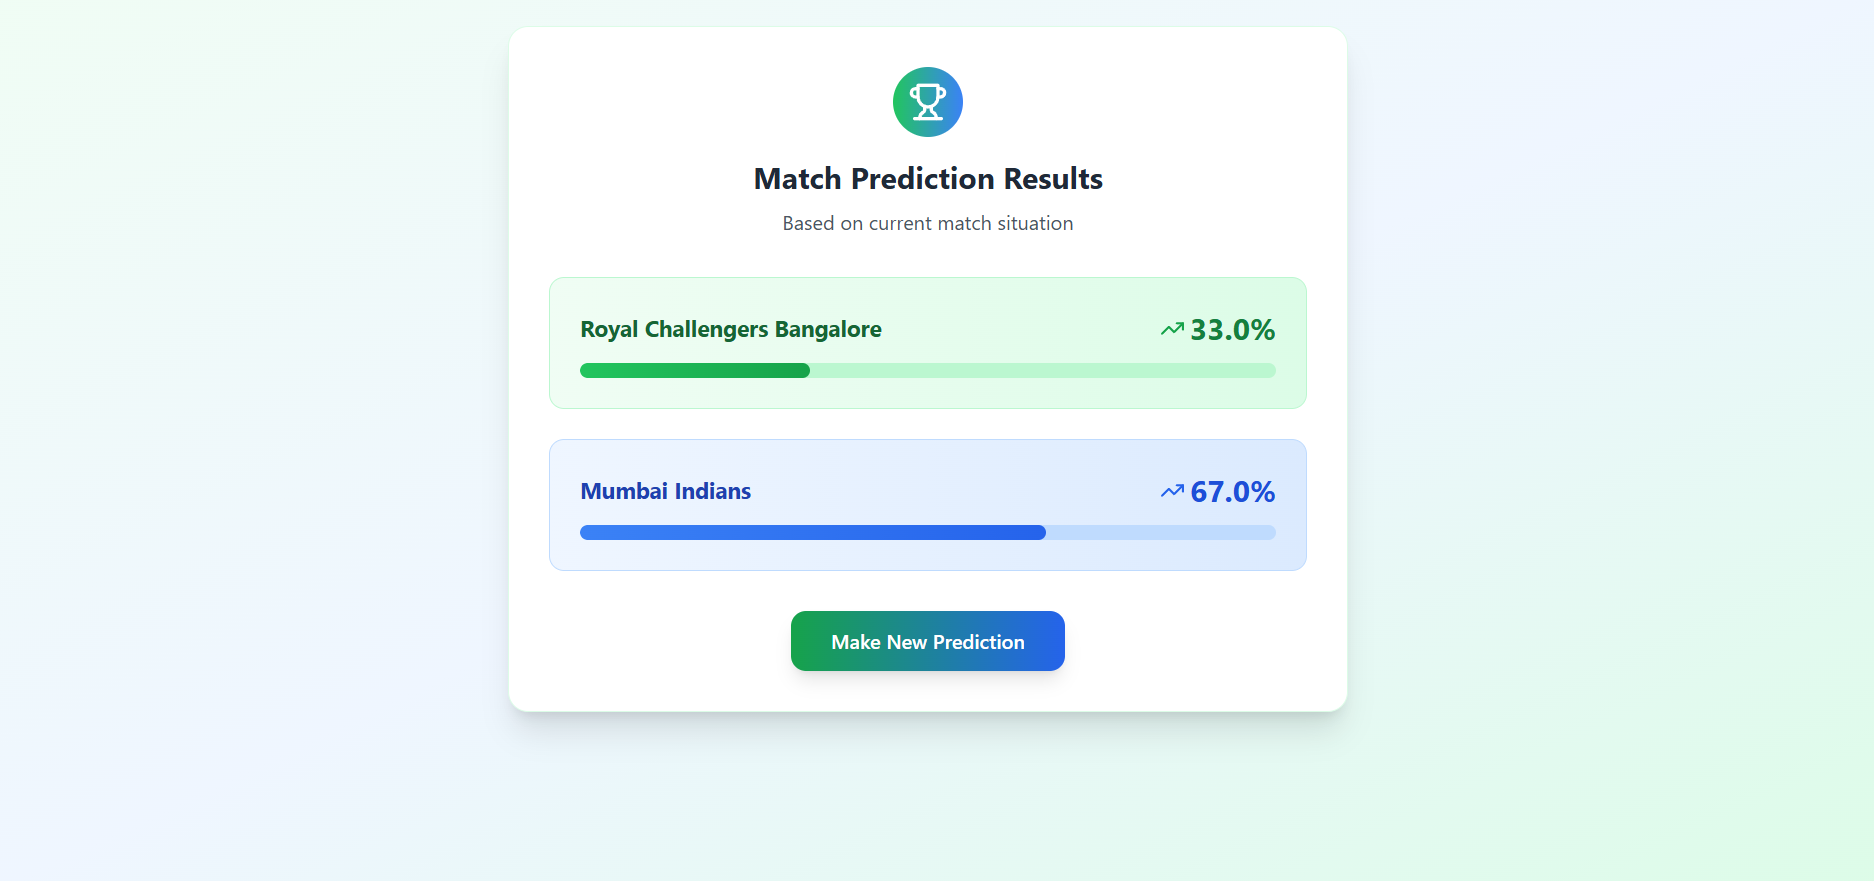 Match Prediction Results
Based on current match situation
Royal Challengers Bangalore 33.0%
Mumbai Indians 67.0%
Make New Prediction